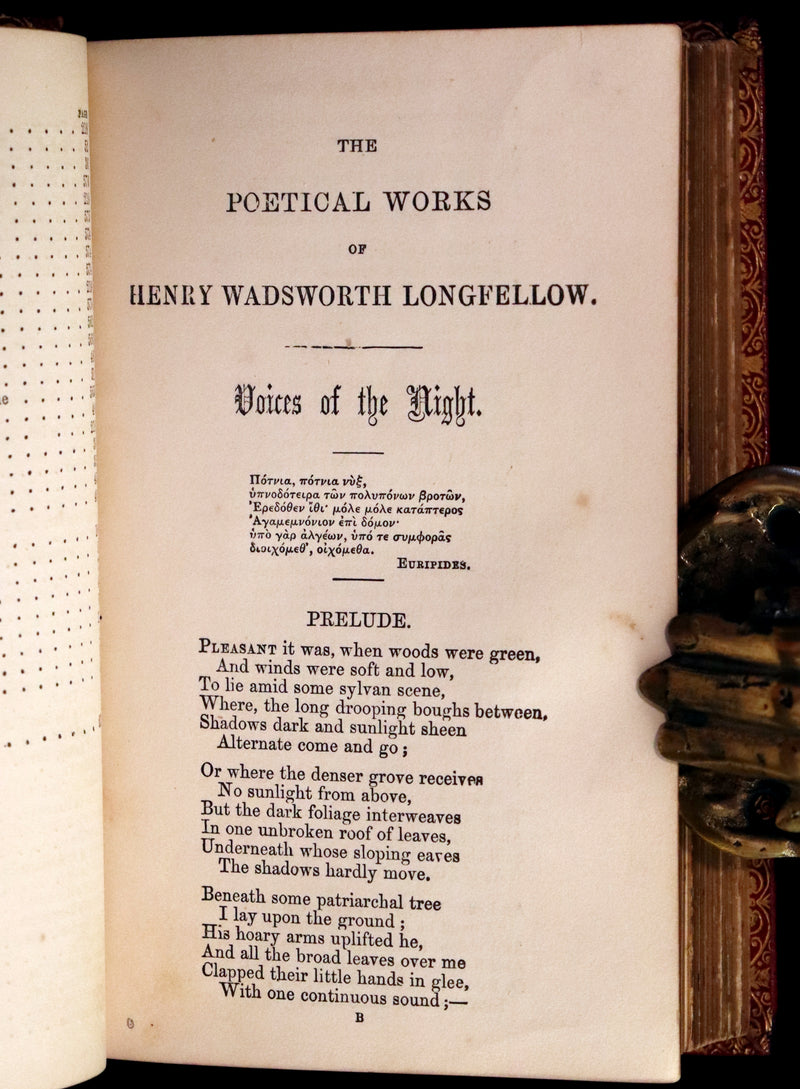 THE
POETICAL WORKS
OF
HENRY WADSWORTH LONGFELLOW.
Voices of the Night.
Πότνια, πότνια νὺξ,
ὑπνοδότειρα τῶν πολυπόνων βροτῶν,
Ἐρεδόθεν ἴθι· μόλε μόλε κατάπτερος
Ἀγαμεμνόνιον ἐπὶ δόμον·
ὑπὸ γὰρ ἀλγέων, ὑπό τε συμφορᾶς
διοιχόμεθ', οἰχόμεθα.
EURIPIDES.
PRELUDE.
PLEASANT it was, when woods were green,
And winds were soft and low,
To lie amid some sylvan scene,
Where, the long drooping boughs between,
Shadows dark and sunlight sheen
Alternate come and go;
Or where the denser grove receives
No sunlight from above,
But the dark foliage interweaves
In one unbroken roof of leaves,
Underneath whose sloping eaves
The shadows hardly move.
Beneath some patriarchal tree
I lay upon the ground;
His hoary arms uplifted he,
And all the broad leaves over me
Clapped their little hands in glee,
With one continuous sound;—
B